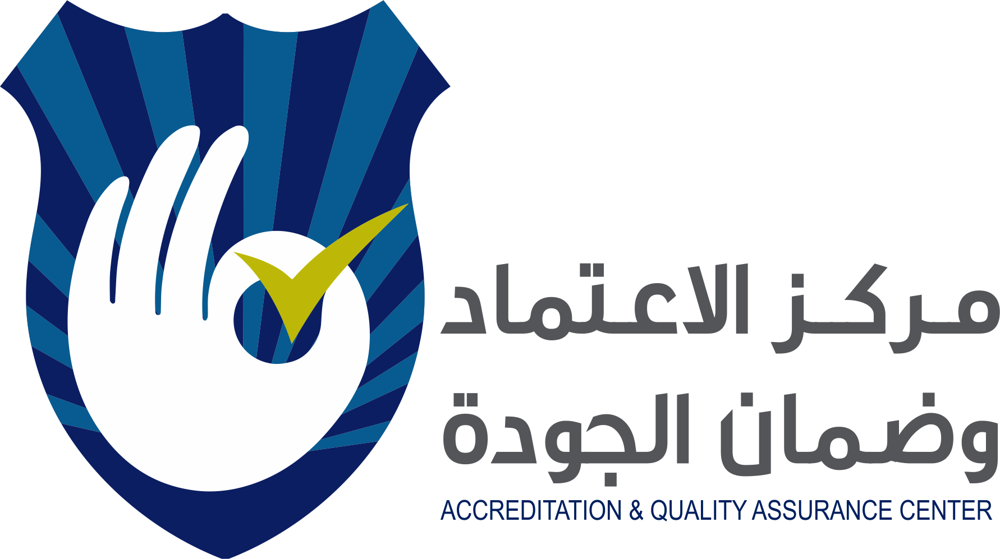 مركز الاعتماد
وضمان الجودة
ACCREDITATION & QUALITY ASSURANCE CENTER